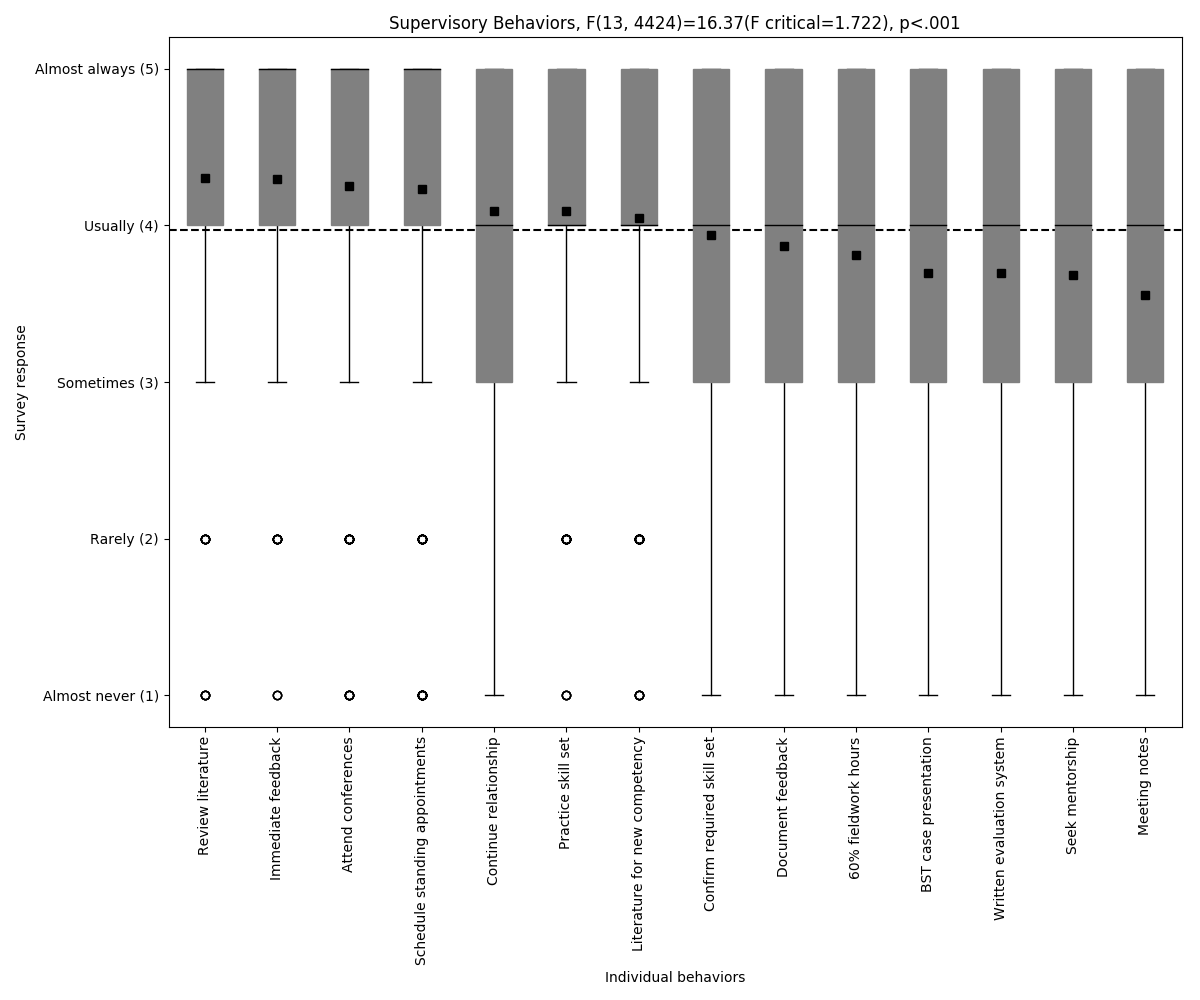 Supervisory Behaviors, F(13, 4424)=16.37(F critical=1.722), p<.001
Almost always (5)
Usually (4)
Sometimes (3)
Rarely (2)
Almost never (1)
Survey response
Review literature
Immediate feedback
Attend conferences
Schedule standing appointments
Continue relationship
Practice skill set
Literature for new competency
Confirm required skill set
Document feedback
60% fieldwork hours
BST case presentation
Written evaluation system
Seek mentorship
Meeting notes
Individual behaviors